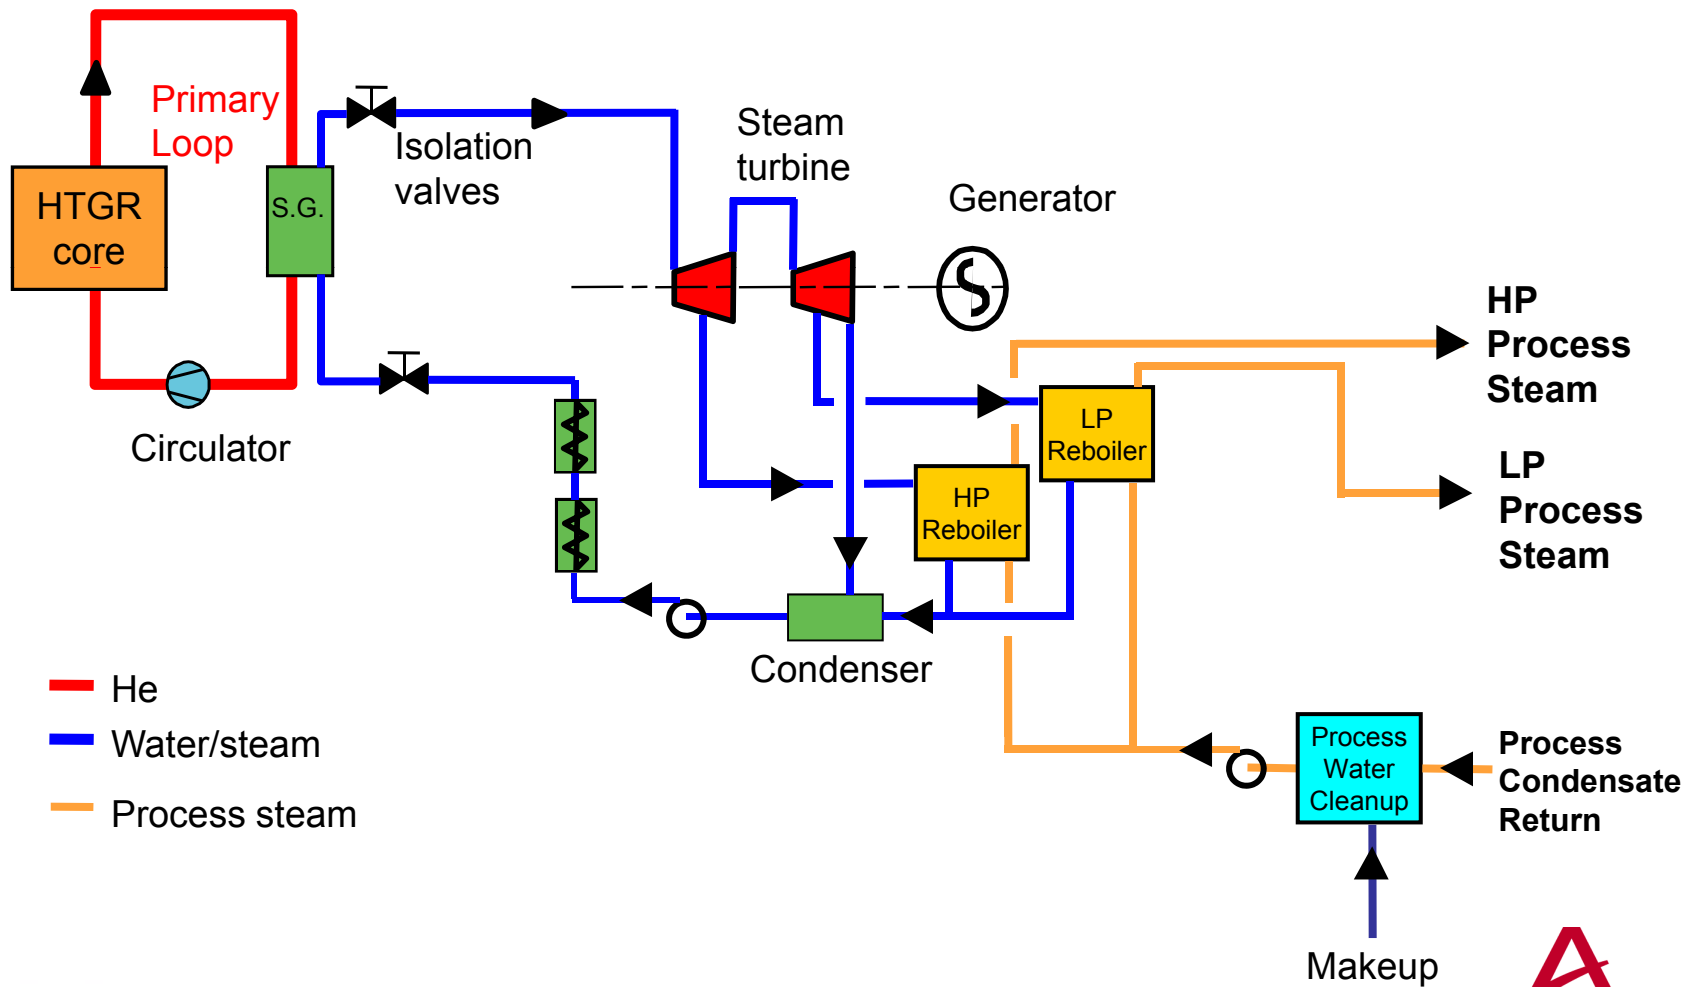 Primary
Loop
HTGR
core
S.G.
Isolation
valves
Steam
turbine
Generator
Circulator
HP
Process
Steam
LP
Reboiler
HP
Reboiler
LP
Process
Steam
Condenser
He
Water/steam
Process steam
Process
Water
Cleanup
Process
Condensate
Return
Makeup